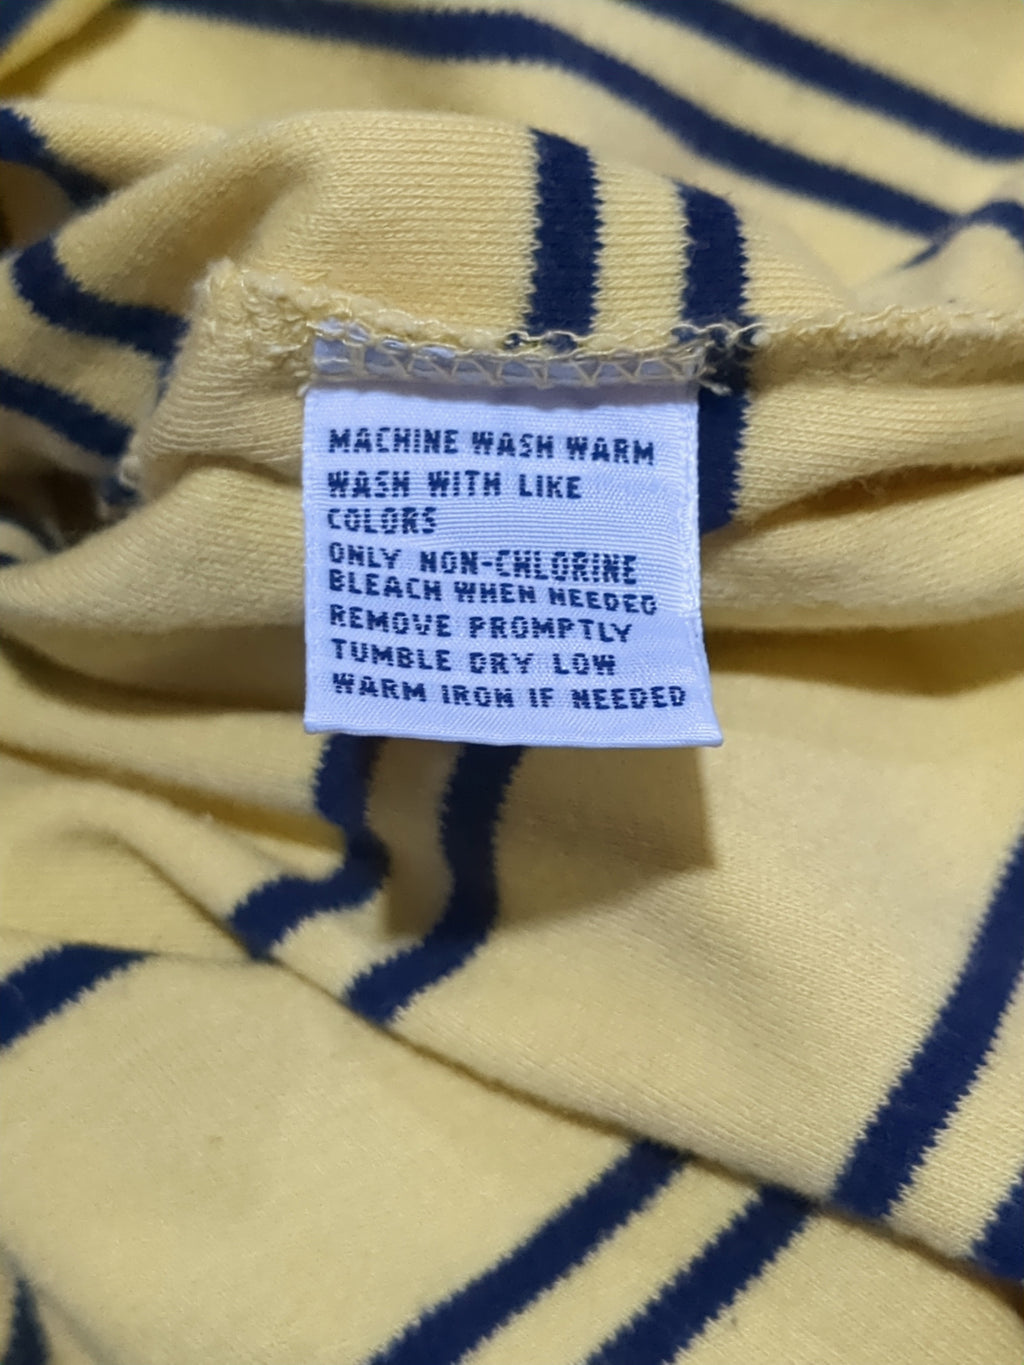 MACHINE WASH WARM
WASH WITH LIKE
COLORS
ONLY NON-CHLORINE
BLEACH WHEN NEEDED
REMOVE PROMPTLY
TUMBLE DRY LOW
WARM IRON IF NEEDED